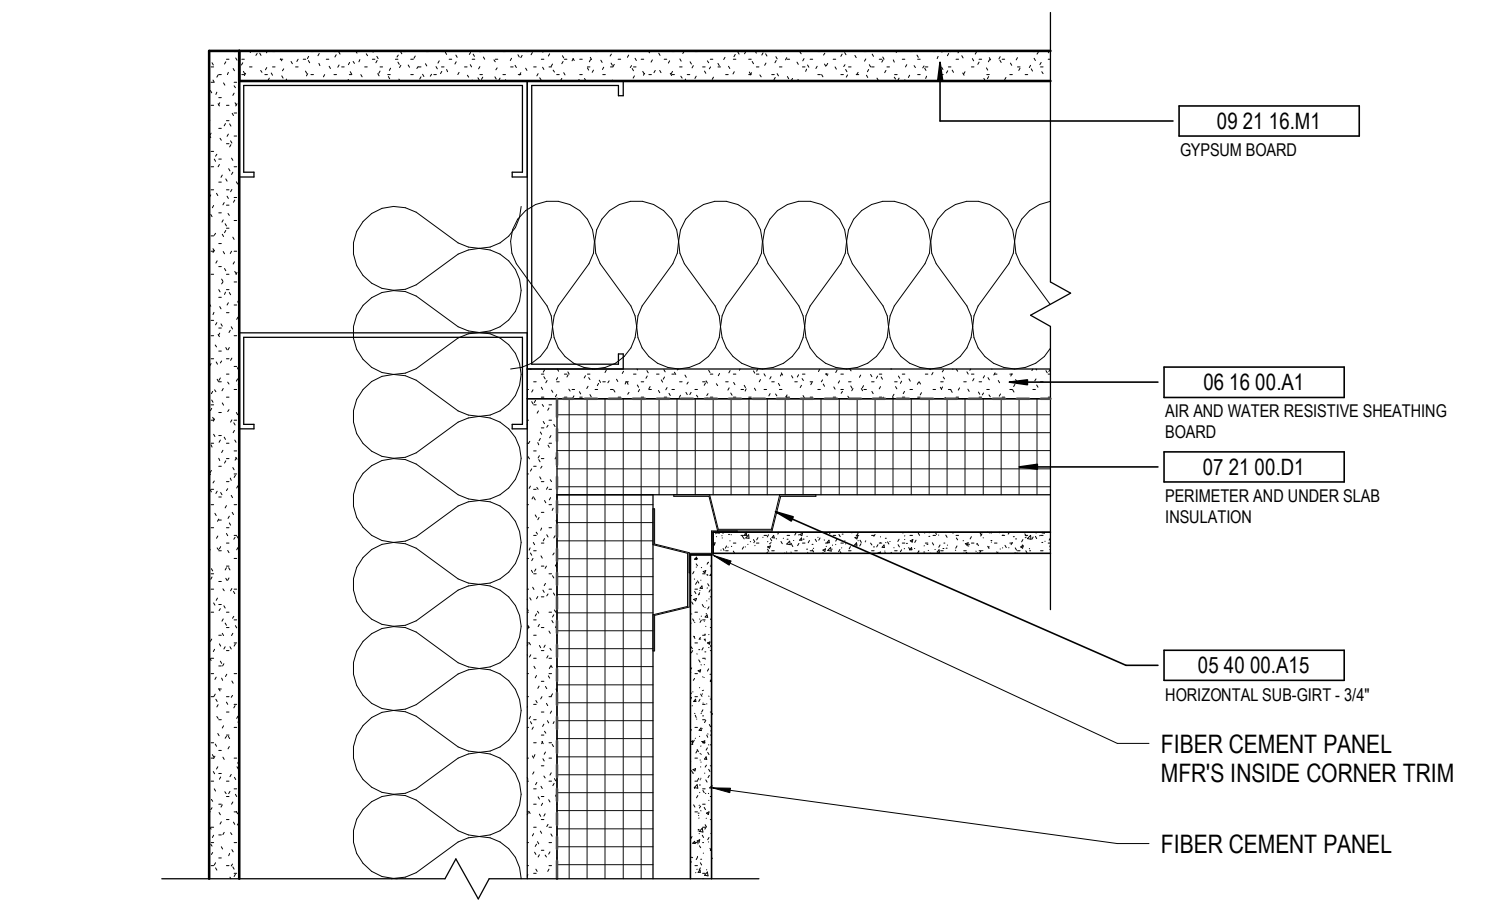 09 21 16.M1
GYPSUM BOARD
06 16 00.A1
AIR AND WATER RESISTIVE SHEATHING
BOARD
07 21 00.D1
PERIMETER AND UNDER SLAB
INSULATION
05 40 00.A15
HORIZONTAL SUB-GIRT - 3/4"
FIBER CEMENT PANEL
MFR'S INSIDE CORNER TRIM
FIBER CEMENT PANEL